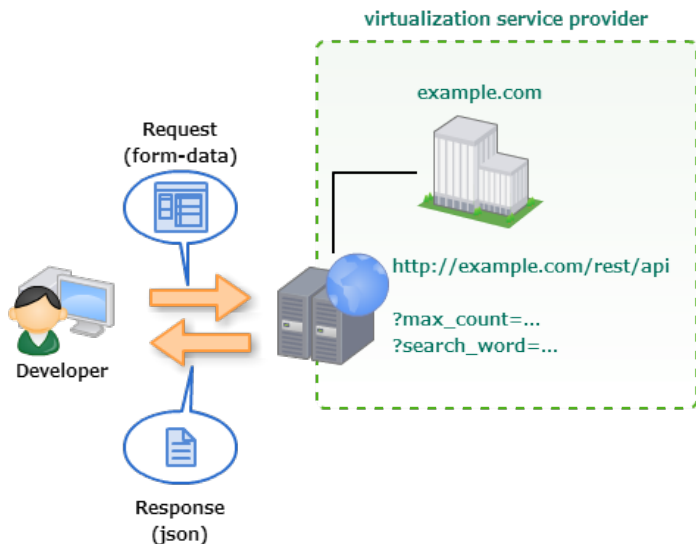 virtualization service provider
example.com
Request
(form-data)
http://example.com/rest/api
?max_count=...
?search_word=...
Developer
Response
(json)